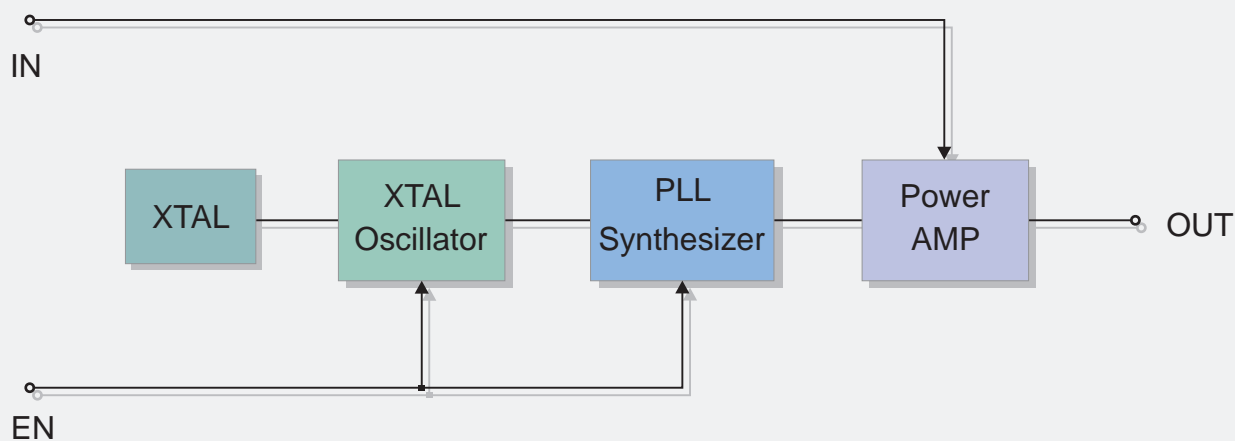 IN
XTAL
XTAL
Oscillator
PLL
Synthesizer
Power
AMP
OUT
EN